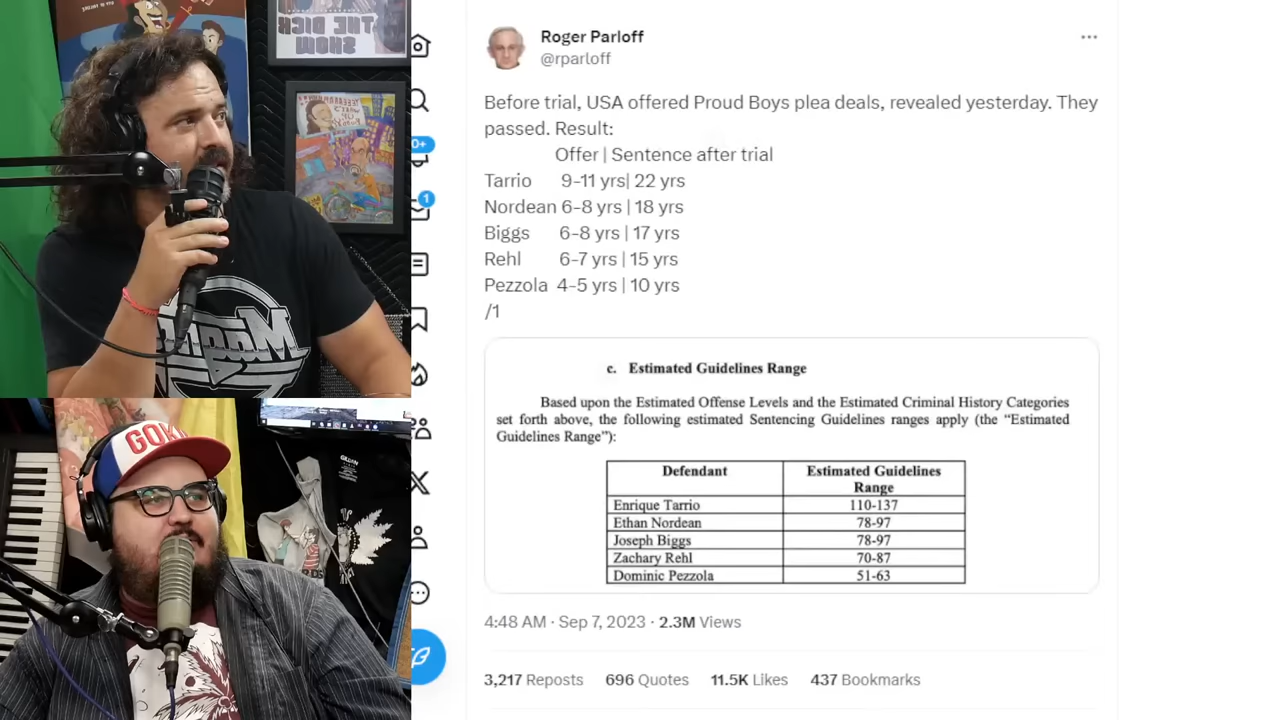 THE DICK
SHOW
GOKU
0+
1
Roger Parloff
@rparloff
Before trial, USA offered Proud Boys plea deals, revealed yesterday. They
passed. Result:
Offer | Sentence after trial
Tarrio 9-11 yrs| 22 yrs
Nordean 6-8 yrs | 18 yrs
Biggs 6-8 yrs | 17 yrs
Rehl 6-7 yrs | 15 yrs
Pezzola 4-5 yrs | 10 yrs
/1
c. Estimated Guidelines Range
Based upon the Estimated Offense Levels and the Estimated Criminal History Categories
set forth above, the following estimated Sentencing Guidelines ranges apply (the “Estimated
Guidelines Range”):
Defendant Estimated Guidelines
Range
Enrique Tarrio 110-137
Ethan Nordean 78-97
Joseph Biggs 78-97
Zachary Rehl 70-87
Dominic Pezzola 51-63
4:48 AM · Sep 7, 2023 · 2.3M Views
3,217 Reposts 696 Quotes 11.5K Likes 437 Bookmarks